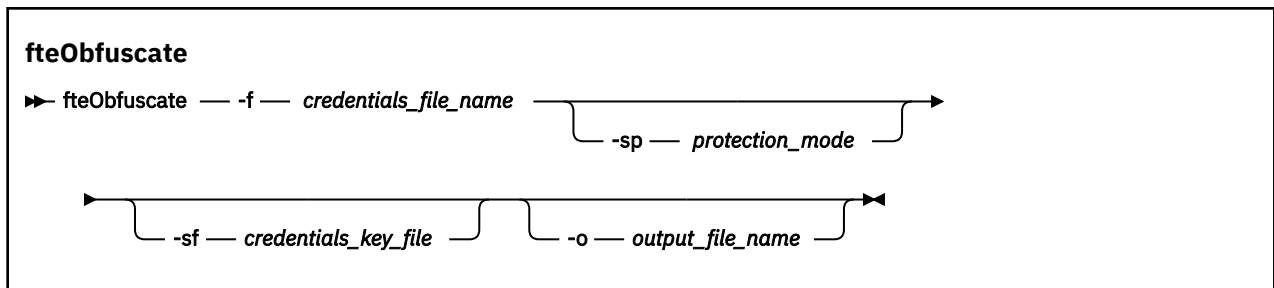 fteObfuscate
fteObfuscate -f credentials_file_name
-sp protection_mode
-sf credentials_key_file -o output_file_name